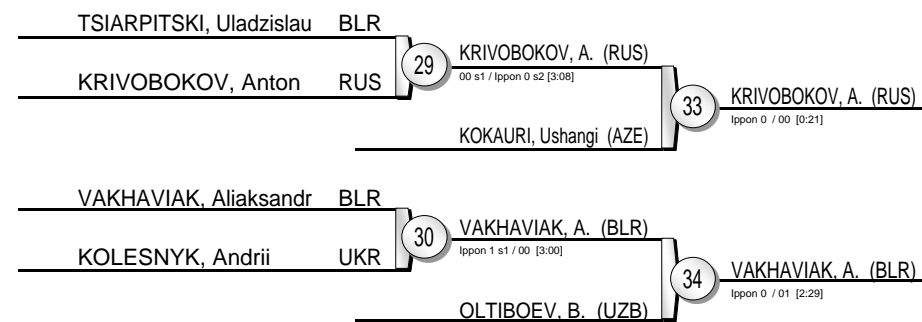 TSIARPITSKI, Uladzislau BLR
KRIVOBOKOV, Anton RUS
29
KRIVOBOKOV, A. (RUS)
00 s1 / Ippon 0 s2 [3:08]
KOKAURI, Ushangi (AZE)
33
KRIVOBOKOV, A. (RUS)
Ippon 0 / 00 [0:21]
VAKHAVIAK, Aliaksandr BLR
KOLESNYK, Andrii UKR
30
VAKHAVIAK, A. (BLR)
Ippon 1 s1 / 00 [3:00]
OLTIBOEV, B. (UZB)
34
VAKHAVIAK, A. (BLR)
Ippon 0 / 01 [2:29]